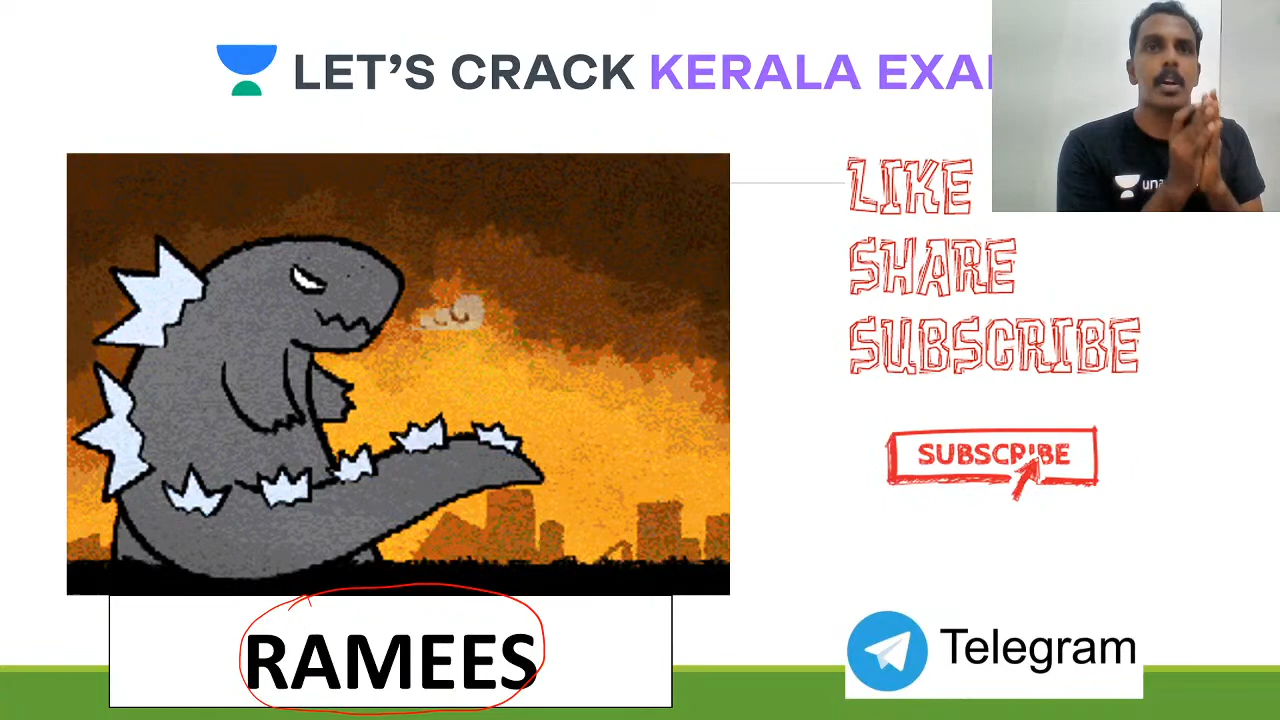 LET'S CRACK KERALA EXA
LIKE
SHARE
SUBSCRIBE
SUBSCRIBE
RAMEES
Telegram